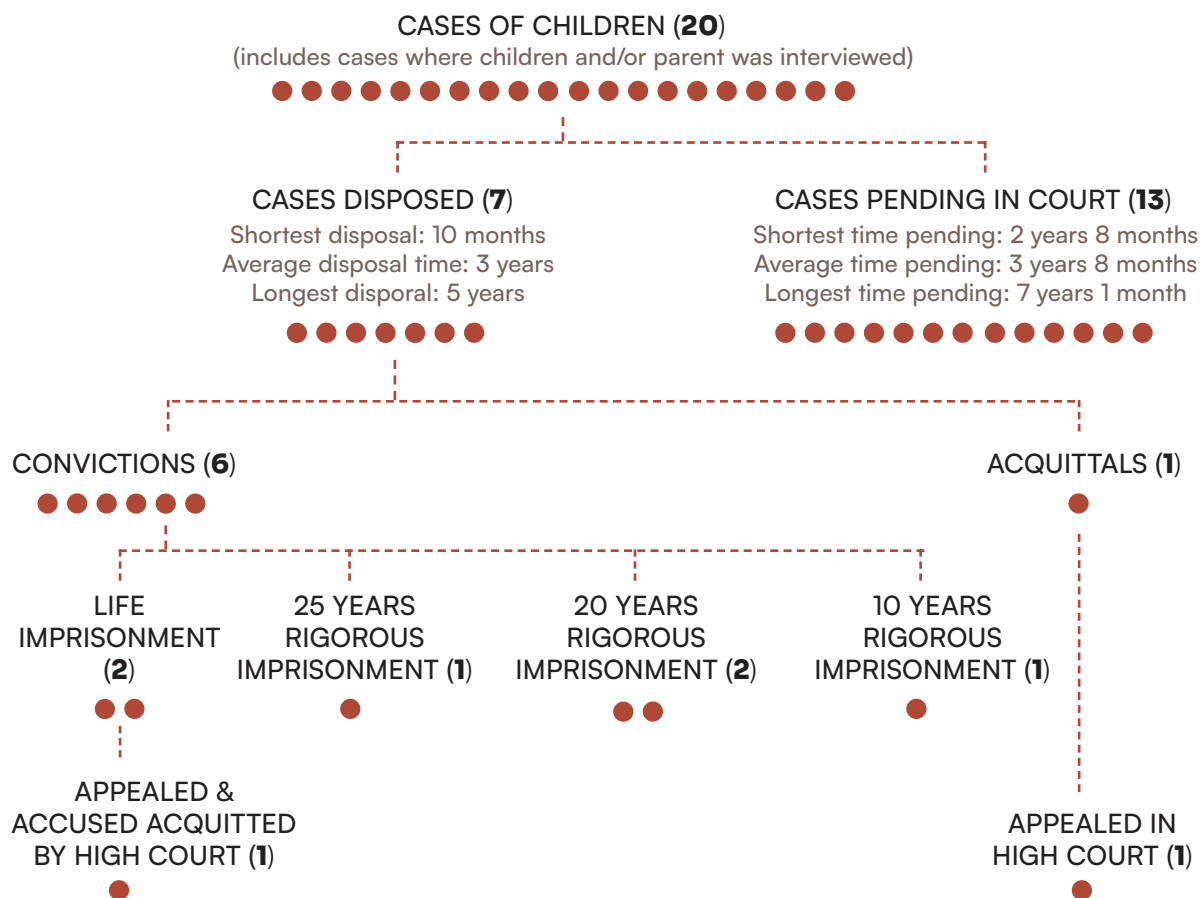 CASES OF CHILDREN (20)
(includes cases where children and/or parent was interviewed)
CASES DISPOSED (7)
Shortest disposal: 10 months
Average disposal time: 3 years
Longest disporal: 5 years
CASES PENDING IN COURT (13)
Shortest time pending: 2 years 8 months
Average time pending: 3 years 8 months
Longest time pending: 7 years 1 month
CONVICTIONS (6)
ACQUITTALS (1)
LIFE
IMPRISONMENT
(2)
25 YEARS
RIGOROUS
IMPRISONMENT (1)
20 YEARS
RIGOROUS
IMPRISONMENT (2)
10 YEARS
RIGOROUS
IMPRISONMENT (1)
APPEALED &
ACCUSED ACQUITTED
BY HIGH COURT (1)
APPEALED IN
HIGH COURT (1)